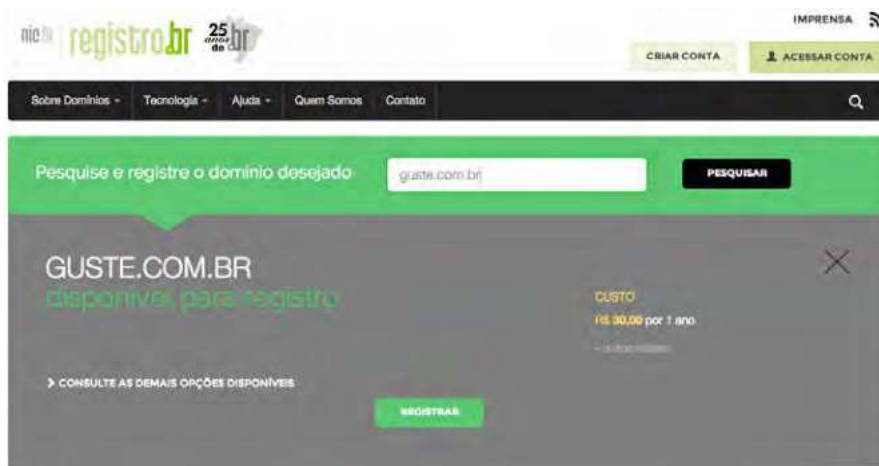 nic.br registro.br 25 anos de .br
IMPRENSA
CRIAR CONTA
ACESSAR CONTA
Sobre Domínios
Tecnologia
Ajuda
Quem Somos
Contato
Pesquise e registre o domínio desejado
guste.com.br
PESQUISAR
GUSTE.COM.BR
disponível para registro
CUSTO
R$ 30,00 por 1 ano
CONSULTE AS DEMAIS OPÇÕES DISPONÍVEIS
REGISTRAR